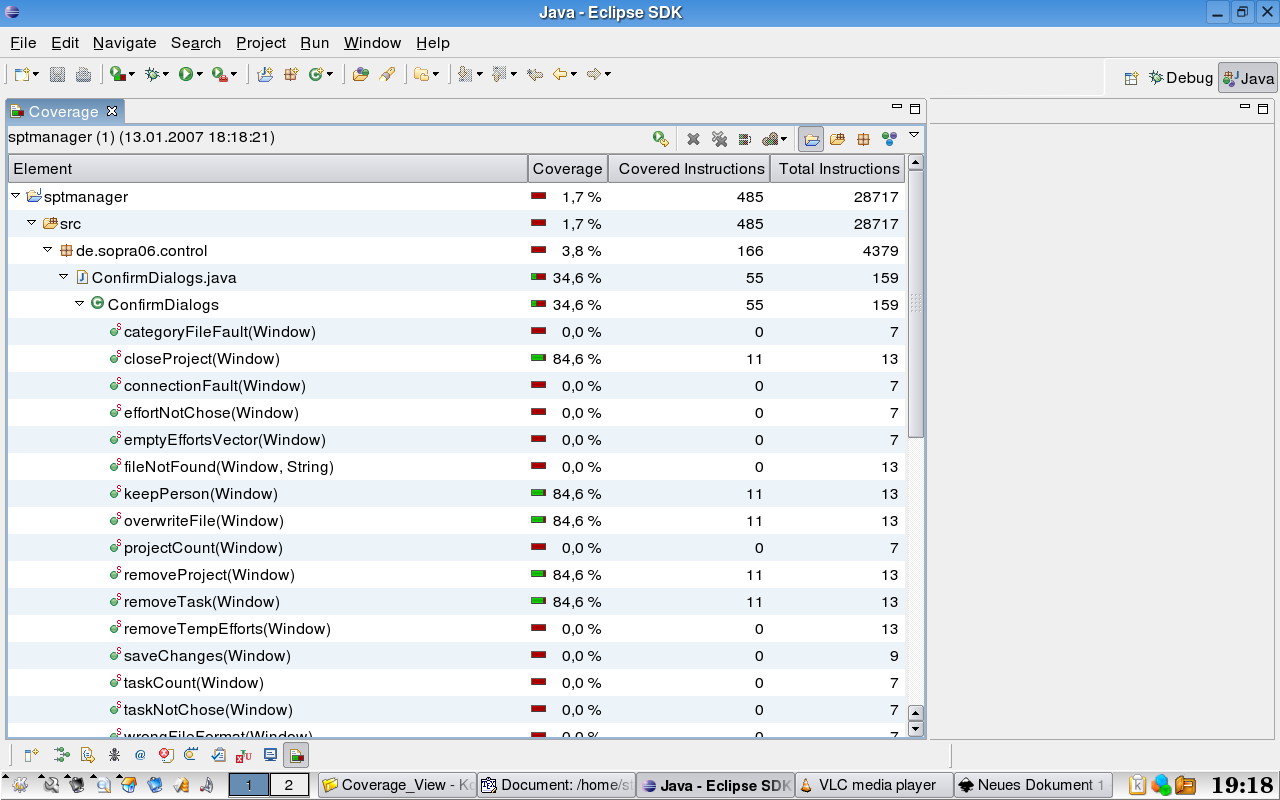 Java - Eclipse SDK
File Edit Navigate Search Project Run Window Help
Debug Java
Coverage
sptmanager (1) (13.01.2007 18:18:21)
Element Coverage Covered Instructions Total Instructions
sptmanager 1,7 % 485 28717
src 1,7 % 485 28717
de.sopra06.control 3,8 % 166 4379
ConfirmDialogs.java 34,6 % 55 159
ConfirmDialogs 34,6 % 55 159
categoryFileFault(Window) 0,0 % 0 7
closeProject(Window) 84,6 % 11 13
connectionFault(Window) 0,0 % 0 7
effortNotChose(Window) 0,0 % 0 7
emptyEffortsVector(Window) 0,0 % 0 7
fileNotFound(Window, String) 0,0 % 0 13
keepPerson(Window) 84,6 % 11 13
overwriteFile(Window) 84,6 % 11 13
projectCount(Window) 0,0 % 0 7
removeProject(Window) 84,6 % 11 13
removeTask(Window) 84,6 % 11 13
removeTempEfforts(Window) 0,0 % 0 13
saveChanges(Window) 0,0 % 0 9
taskCount(Window) 0,0 % 0 7
taskNotChose(Window) 0,0 % 0 7
wrongFileFormat(Window) 0,0 % 0 7
1 2 Coverage_View - Ko Document: /home/s Java - Eclipse SDK VLC media player Neues Dokument 1 19:18